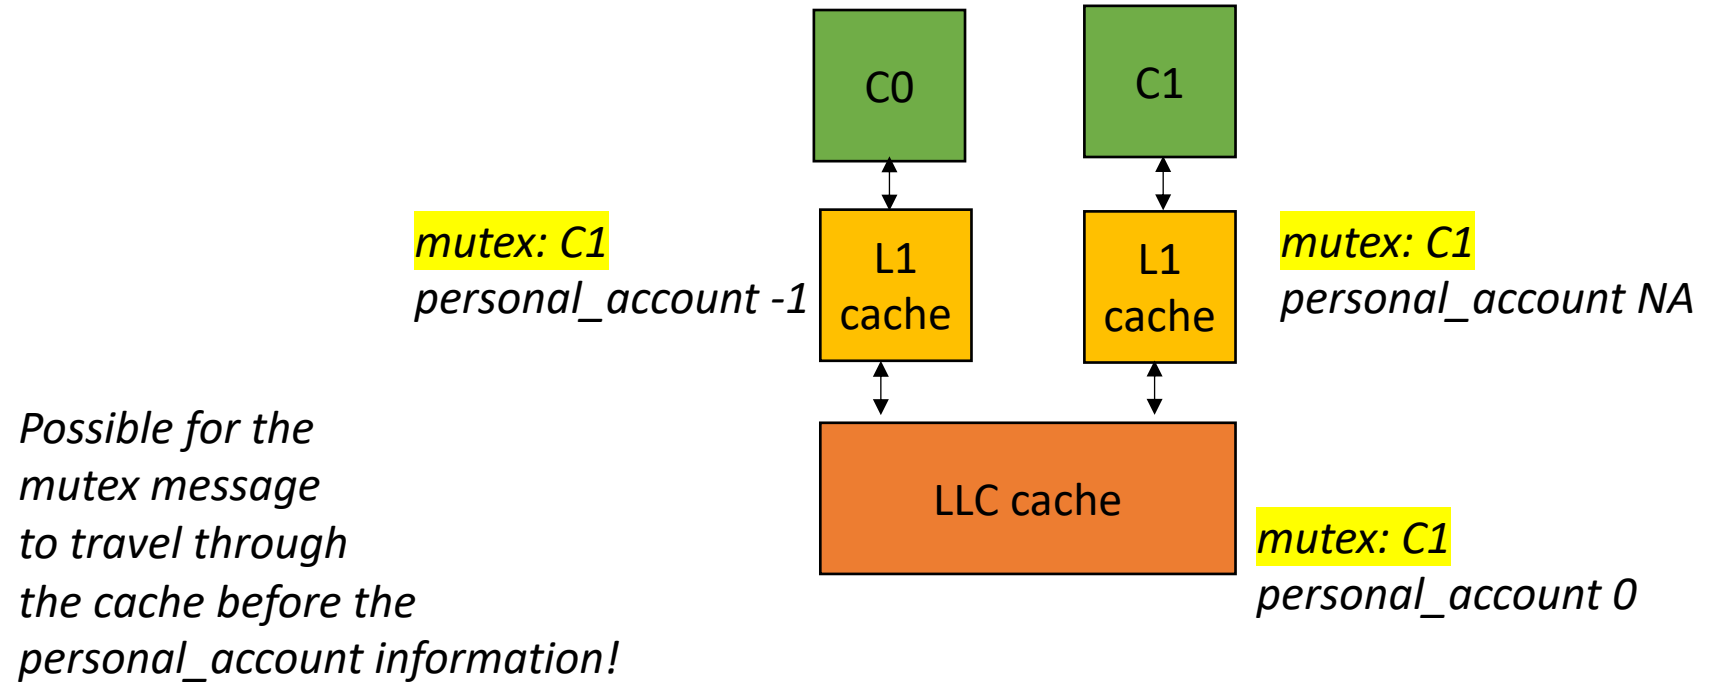 C0
C1
mutex: C1
personal_account -1
L1
cache
L1
cache
mutex: C1
personal_account NA
Possible for the
mutex message
to travel through
the cache before the
personal_account information!
LLC cache
mutex: C1
personal_account 0